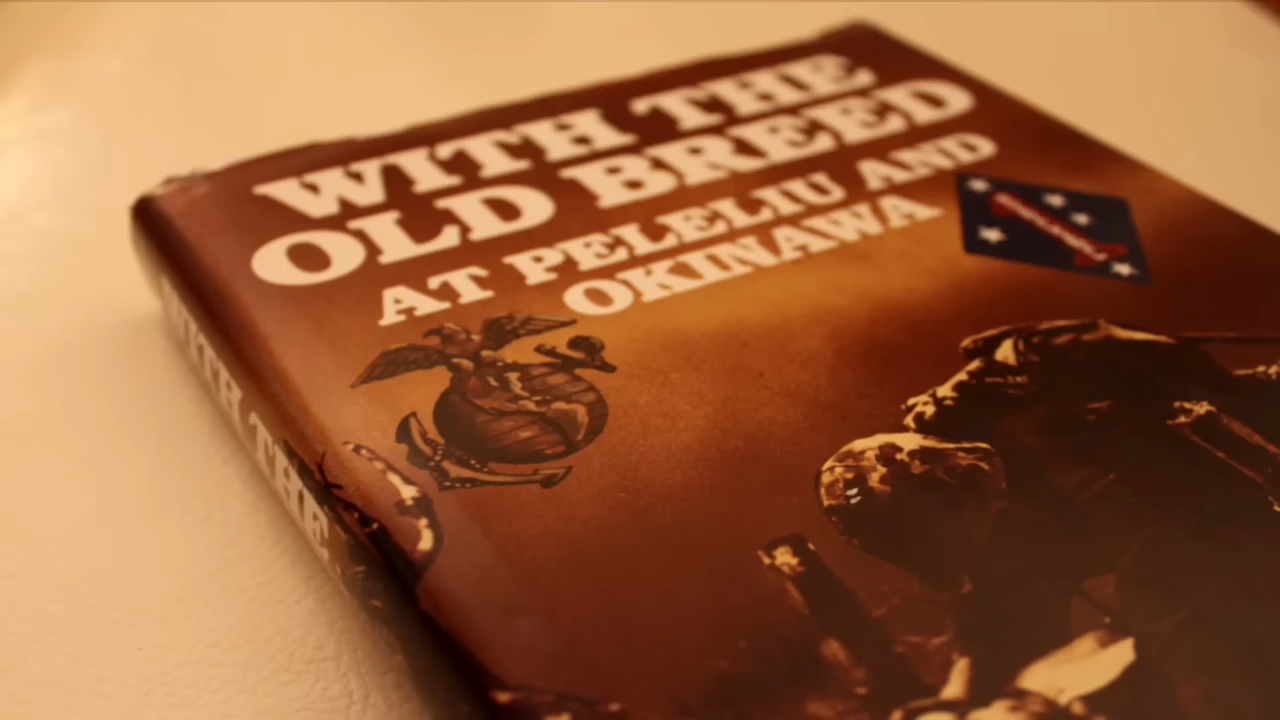 WITH THE
OLD BREED
AT PELELIU AND
OKINAWA
WITH THE